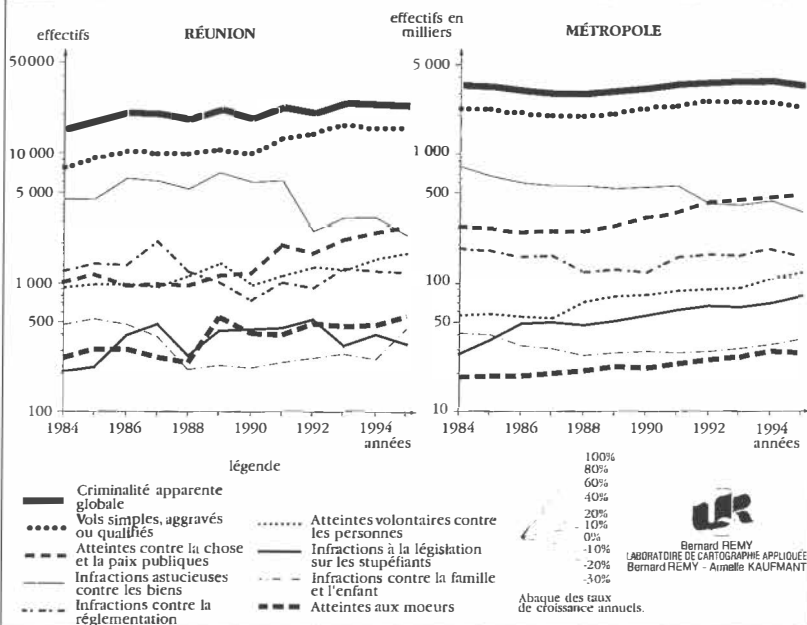 effectifs
RÉUNION
effectifs en
milliers
MÉTROPOLE
50000
10 000
5 000
1 000
500
100
1984
1986
1988
1990
1992
1994
années
5 000
1 000
500
100
50
10
1984
1986
1988
1990
1992
1994
années
légende
Criminalité apparente
globale
Vols simples, aggravés
ou qualifiés
Atteintes contre la chose
et la paix publiques
Infractions astucieuses
contre les biens
Infractions contre la
réglementation
Atteintes volontaires contre
les personnes
Infractions à la législation
sur les stupéfiants
Infractions contre la famille
et l'enfant
Atteintes aux moeurs
100%
80%
60%
40%
20%
10%
0%
-10%
-20%
-30%
Abaque des taux
de croissance annuels.
Bernard REMY
LABORATOIRE DE CARTOGRAPHIE APPLIQUÉE
Bernard REMY - Armelle KAUFMANT